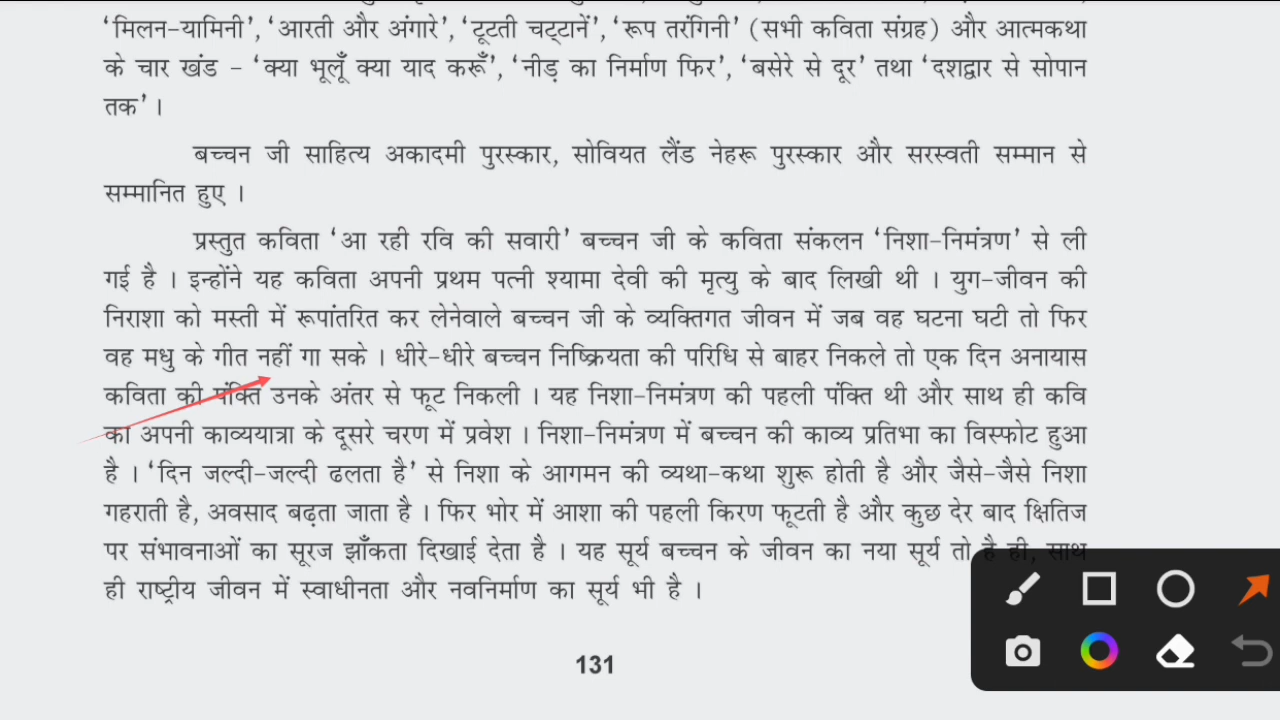 ‘मिलन-यामिनी’, ‘आरती और अंगारे’, ‘टूटती चट्टानें’, ‘रूप तरंगिनी’ (सभी कविता संग्रह) और आत्मकथा
के चार खंड - ‘क्या भूलूँ क्या याद करूँ’, ‘नीड़ का निर्माण फिर’, ‘बसेरे से दूर’ तथा ‘दशद्वार से सोपान
तक’ ।
बच्चन जी साहित्य अकादमी पुरस्कार, सोवियत लैंड नेहरू पुरस्कार और सरस्वती सम्मान से
सम्मानित हुए ।
प्रस्तुत कविता ‘आ रही रवि की सवारी’ बच्चन जी के कविता संकलन ‘निशा-निमंत्रण’ से ली
गई है । इन्होंने यह कविता अपनी प्रथम पत्नी श्यामा देवी की मृत्यु के बाद लिखी थी । युग-जीवन की
निराशा को मस्ती में रूपांतरित कर लेनेवाले बच्चन जी के व्यक्तिगत जीवन में जब वह घटना घटी तो फिर
वह मधु के गीत नहीं गा सके । धीरे-धीरे बच्चन निष्क्रियता की परिधि से बाहर निकले तो एक दिन अनायास
कविता की पंक्ति उनके अंतर से फूट निकली । यह निशा-निमंत्रण की पहली पंक्ति थी और साथ ही कवि
का अपनी काव्ययात्रा के दूसरे चरण में प्रवेश । निशा-निमंत्रण में बच्चन की काव्य प्रतिभा का विस्फोट हुआ
है । ‘दिन जल्दी-जल्दी ढलता है’ से निशा के आगमन की व्यथा-कथा शुरू होती है और जैसे-जैसे निशा
गहराती है, अवसाद बढ़ता जाता है । फिर भोर में आशा की पहली किरण फूटती है और कुछ देर बाद क्षितिज
पर संभावनाओं का सूरज झाँकता दिखाई देता है । यह सूर्य बच्चन के जीवन का नया सूर्य तो है ही, साथ
ही राष्ट्रीय जीवन में स्वाधीनता और नवनिर्माण का सूर्य भी है ।
131